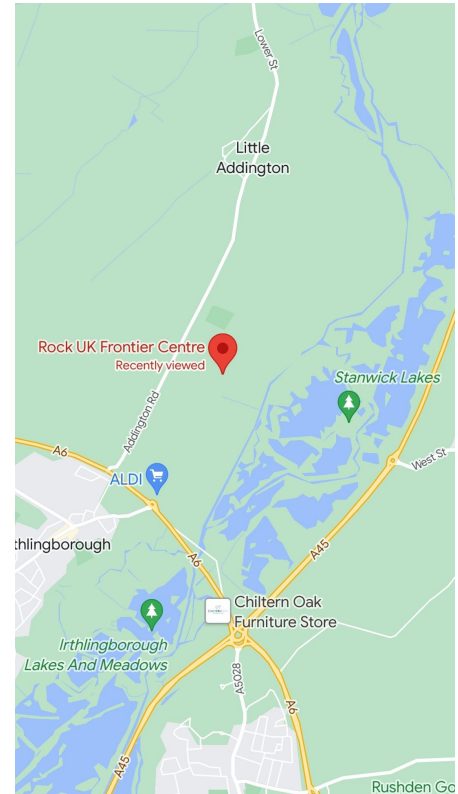 Lower St
Little
Addington
Rock UK Frontier Centre
Recently viewed
Stanwick Lakes
Addington Rd
A6
ALDI
West St
thlingborough
A6
A45
Chiltern Oak
Furniture Store
Irthlingborough
Lakes And Meadows
A5028
A6
A45
Rushden Go